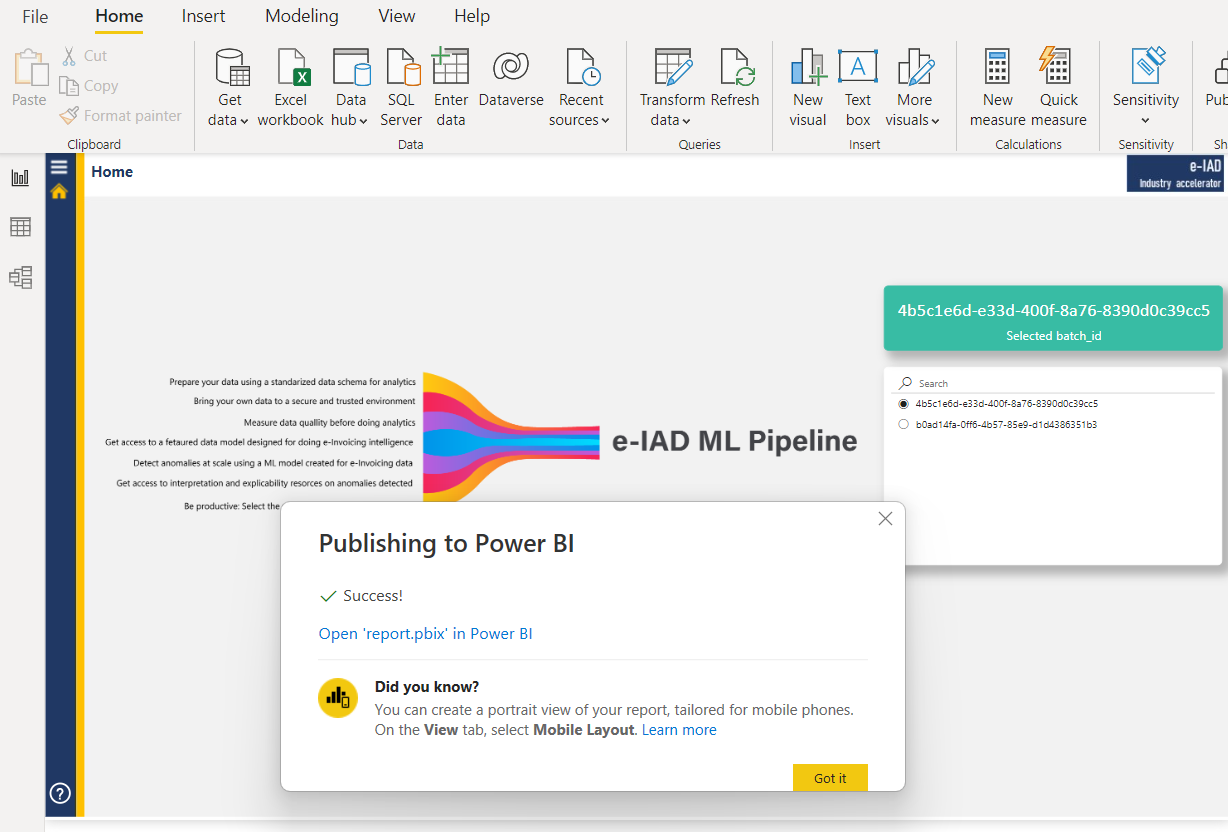 File Home Insert Modeling View Help
Paste
Cut
Copy
Format painter
Clipboard
Get data
Excel workbook
Data hub
SQL Server
Enter data
Dataverse
Recent sources
Data
Transform data
Refresh
Queries
New visual
Text box
More visuals
Insert
New measure
Quick measure
Calculations
Sensitivity
Sensitivity
Home
e-IAD
Industry accelerator
4b5c1e6d-e33d-400f-8a76-8390d0c39cc5
Selected batch_id
Search
4b5c1e6d-e33d-400f-8a76-8390d0c39cc5
b0ad14fa-0ff6-4b57-85e9-d1d4386351b3
Prepare your data using a standarized data schema for analytics
Bring your own data to a secure and trusted environment
Measure data quallity before doing analytics
Get access to a fetaured data model designed for doing e-Invoicing intelligence
Detect anomalies at scale using a ML model created for e-Invoicing data
Get access to interpretation and explicability resorces on anomalies detected
Be productive: Select the
e-IAD ML Pipeline
Publishing to Power BI
Success!
Open 'report.pbix' in Power BI
Did you know?
You can create a portrait view of your report, tailored for mobile phones.
On the View tab, select Mobile Layout. Learn more
Got it